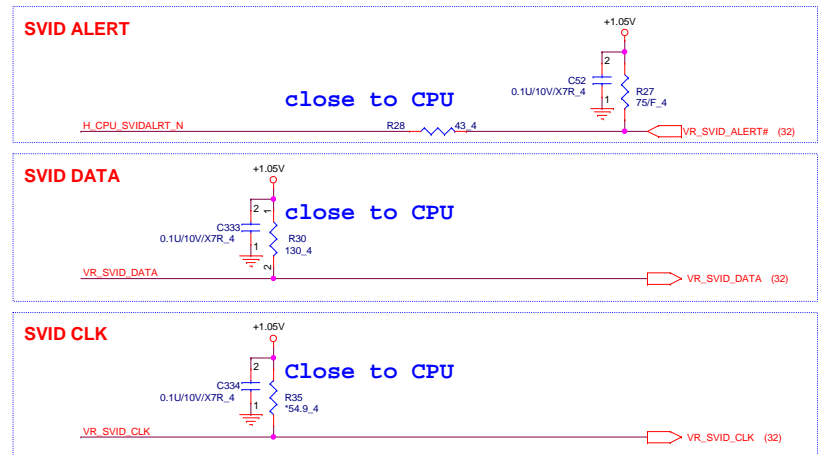 SVID ALERT
+1.05V
2
C52
0.1U/10V/X7R_4
1
R27
75/F_4
close to CPU
H_CPU_SVIDALRT_N
R28
43_4
VR_SVID_ALERT# (32)
SVID DATA
+1.05V
2
1
close to CPU
C333
0.1U/10V/X7R_4
1
R30
130_4
2
VR_SVID_DATA
VR_SVID_DATA (32)
SVID CLK
+1.05V
2
Close to CPU
C334
0.1U/10V/X7R_4
1
R35
*54.9_4
VR_SVID_CLK
VR_SVID_CLK (32)